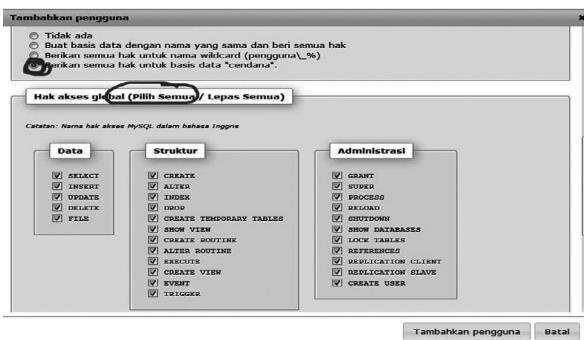 Tambahkan pengguna
Tidak ada
Buat basis data dengan nama yang sama dan beri semua hak
Berikan semua hak untuk nama wildcard (pengguna\_%)
Berikan semua hak untuk basis data "cendana".
Hak akses global (Pilih Semua / Lepas Semua)
Catatan: Nama hak akses MySQL dalam bahasa Inggris
Data
SELECT
INSERT
UPDATE
DELETE
FILE
Struktur
CREATE
ALTER
INDEX
DROP
CREATE TEMPORARY TABLES
SHOW VIEW
CREATE ROUTINE
ALTER ROUTINE
EXECUTE
CREATE VIEW
EVENT
TRIGGER
Administrasi
GRANT
SUPER
PROCESS
RELOAD
SHUTDOWN
SHOW DATABASES
LOCK TABLES
REFERENCES
REPLICATION CLIENT
REPLICATION SLAVE
CREATE USER
Tambahkan pengguna
Batal